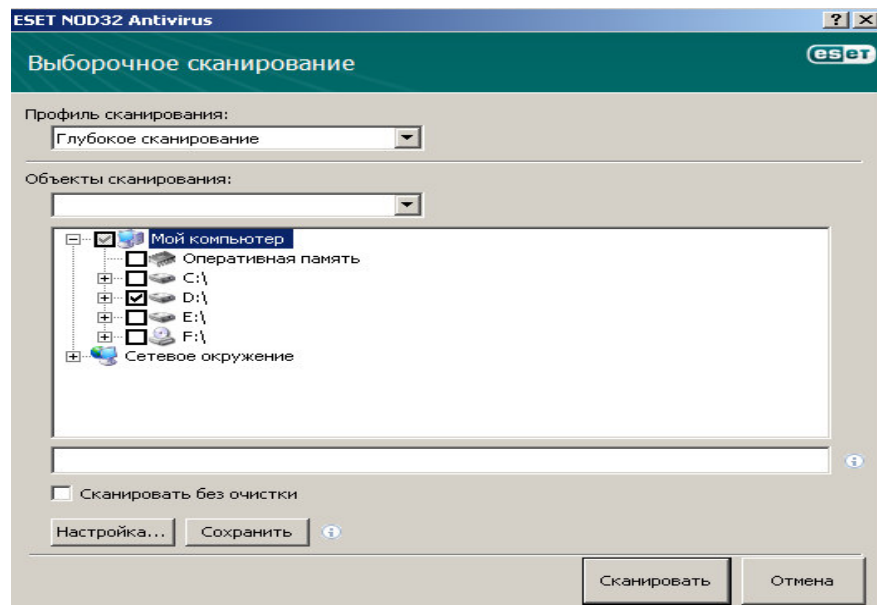 ESET NOD32 Antivirus
Выборочное сканирование
eset
Профиль сканирования:
Глубокое сканирование
Объекты сканирования:
Мой компьютер
Оперативная память
C:\
D:\
E:\
F:\
Сетевое окружение
Сканировать без очистки
Настройка... Сохранить
Сканировать Отмена